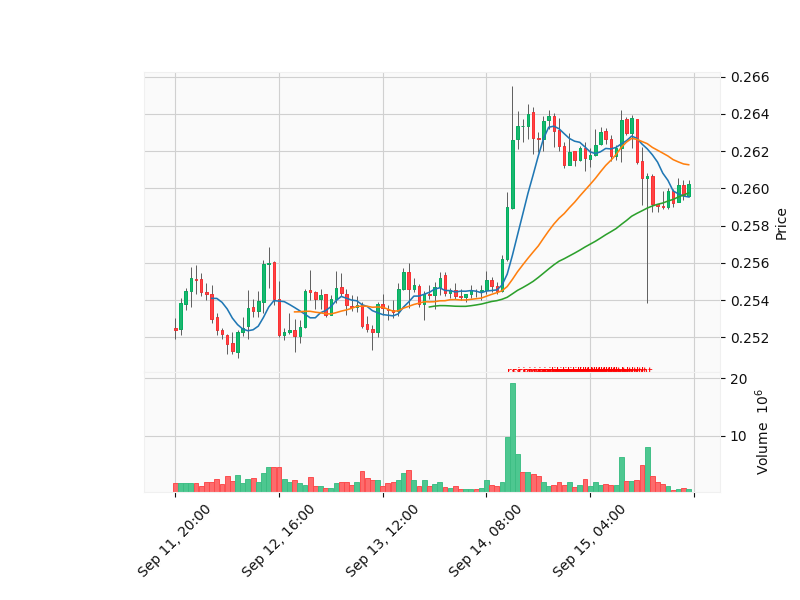 0.266
0.264
0.262
0.260
0.258
0.256
0.254
0.252
Price
20
10
Volume 10^6
Sep 11, 20:00
Sep 12, 16:00
Sep 13, 12:00
Sep 14, 08:00
Sep 15, 04:00